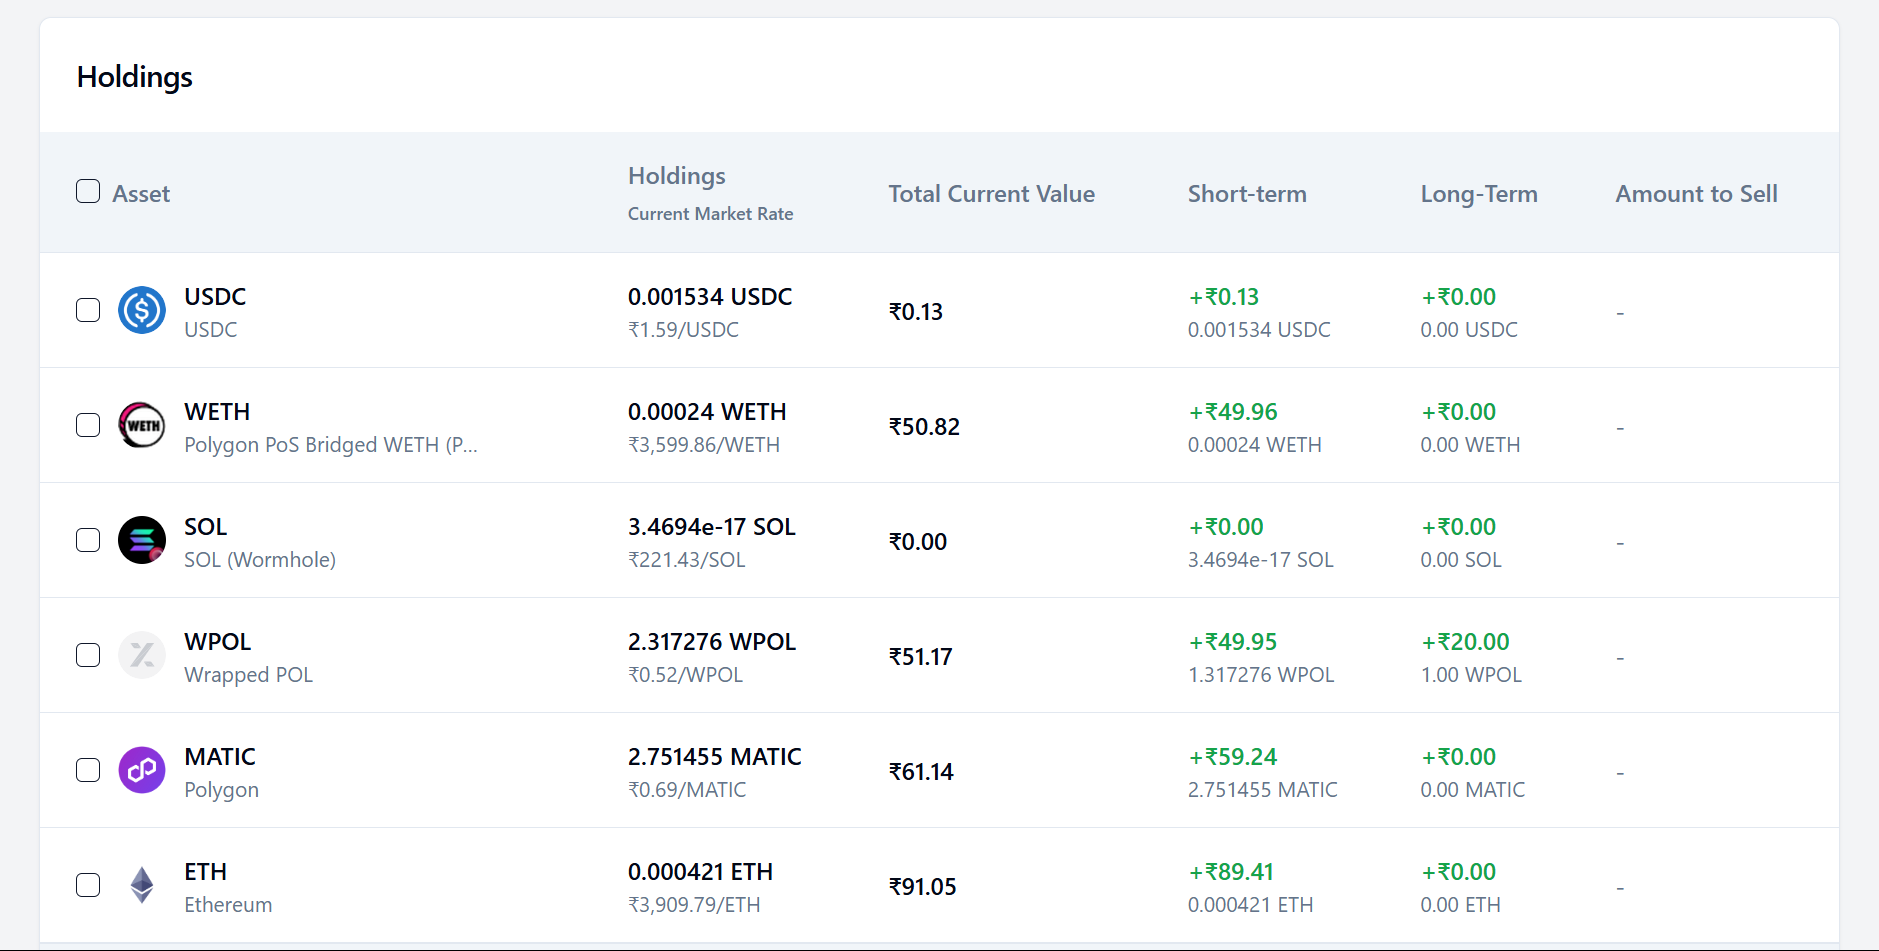 Holdings
Asset
Holdings
Current Market Rate
Total Current Value
Short-term
Long-Term
Amount to Sell
USDC
USDC
0.001534 USDC
₹1.59/USDC
₹0.13
+₹0.13
0.001534 USDC
+₹0.00
0.00 USDC
-
WETH
WETH
Polygon PoS Bridged WETH (P...
0.00024 WETH
₹3,599.86/WETH
₹50.82
+₹49.96
0.00024 WETH
+₹0.00
0.00 WETH
-
SOL
SOL (Wormhole)
3.4694e-17 SOL
₹221.43/SOL
₹0.00
+₹0.00
3.4694e-17 SOL
+₹0.00
0.00 SOL
-
WPOL
Wrapped POL
2.317276 WPOL
₹0.52/WPOL
₹51.17
+₹49.95
1.317276 WPOL
+₹20.00
1.00 WPOL
-
MATIC
Polygon
2.751455 MATIC
₹0.69/MATIC
₹61.14
+₹59.24
2.751455 MATIC
+₹0.00
0.00 MATIC
-
ETH
Ethereum
0.000421 ETH
₹3,909.79/ETH
₹91.05
+₹89.41
0.000421 ETH
+₹0.00
0.00 ETH
-